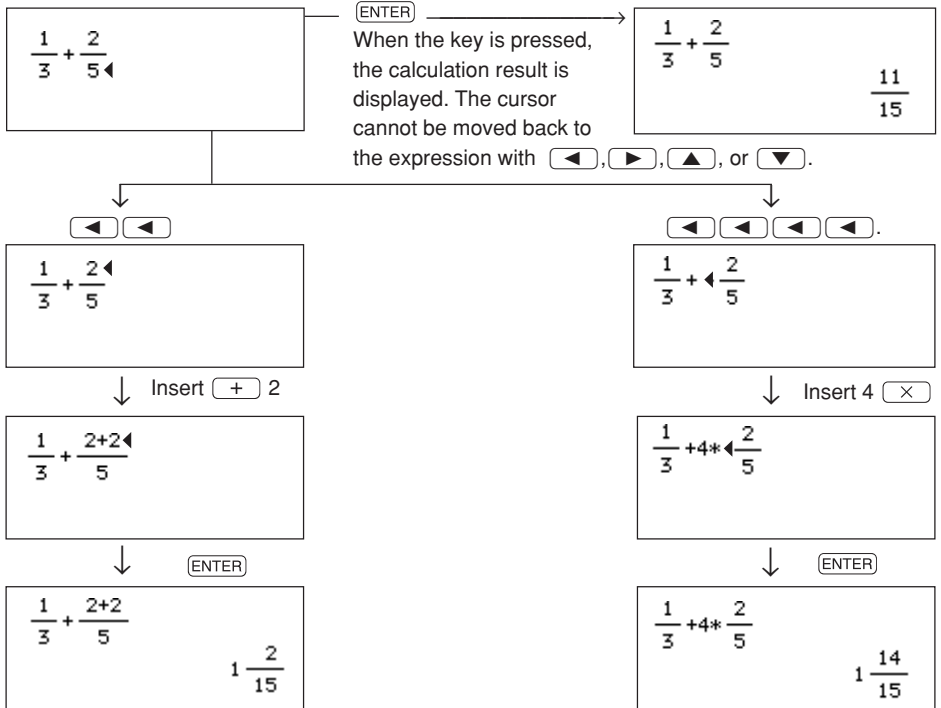 1/3 + 2/5◀
ENTER
When the key is pressed,
the calculation result is
displayed. The cursor
cannot be moved back to
the expression with ◀, ▶, ▲, or ▼.
1/3 + 2/5
11/15
◀ ◀
1/3 + 2◀/5
Insert + 2
1/3 + 2+2◀/5
ENTER
1/3 + 2+2/5
1 2/15
◀ ◀ ◀ ◀.
1/3 + ◀ 2/5
Insert 4 ×
1/3 +4*◀ 2/5
ENTER
1/3 +4* 2/5
1 14/15